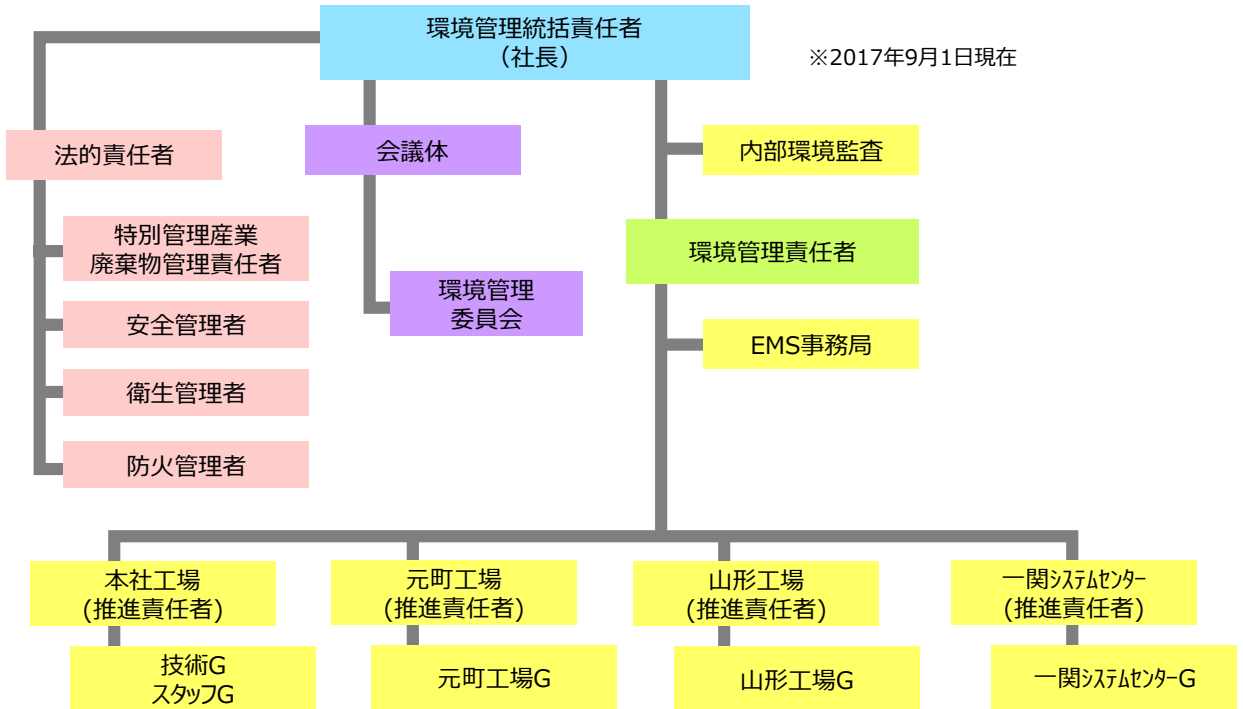 環境管理統括責任者
（社長）
※2017年9月1日現在
法的責任者
会議体
内部環境監査
特別管理産業
廃棄物管理責任者
環境管理責任者
環境管理
委員会
安全管理者
EMS事務局
衛生管理者
防火管理者
本社工場
(推進責任者)
元町工場
(推進責任者)
山形工場
(推進責任者)
一関ｼｽﾃﾑｾﾝﾀｰ
(推進責任者)
技術G
スタッフG
元町工場G
山形工場G
一関ｼｽﾃﾑｾﾝﾀｰG